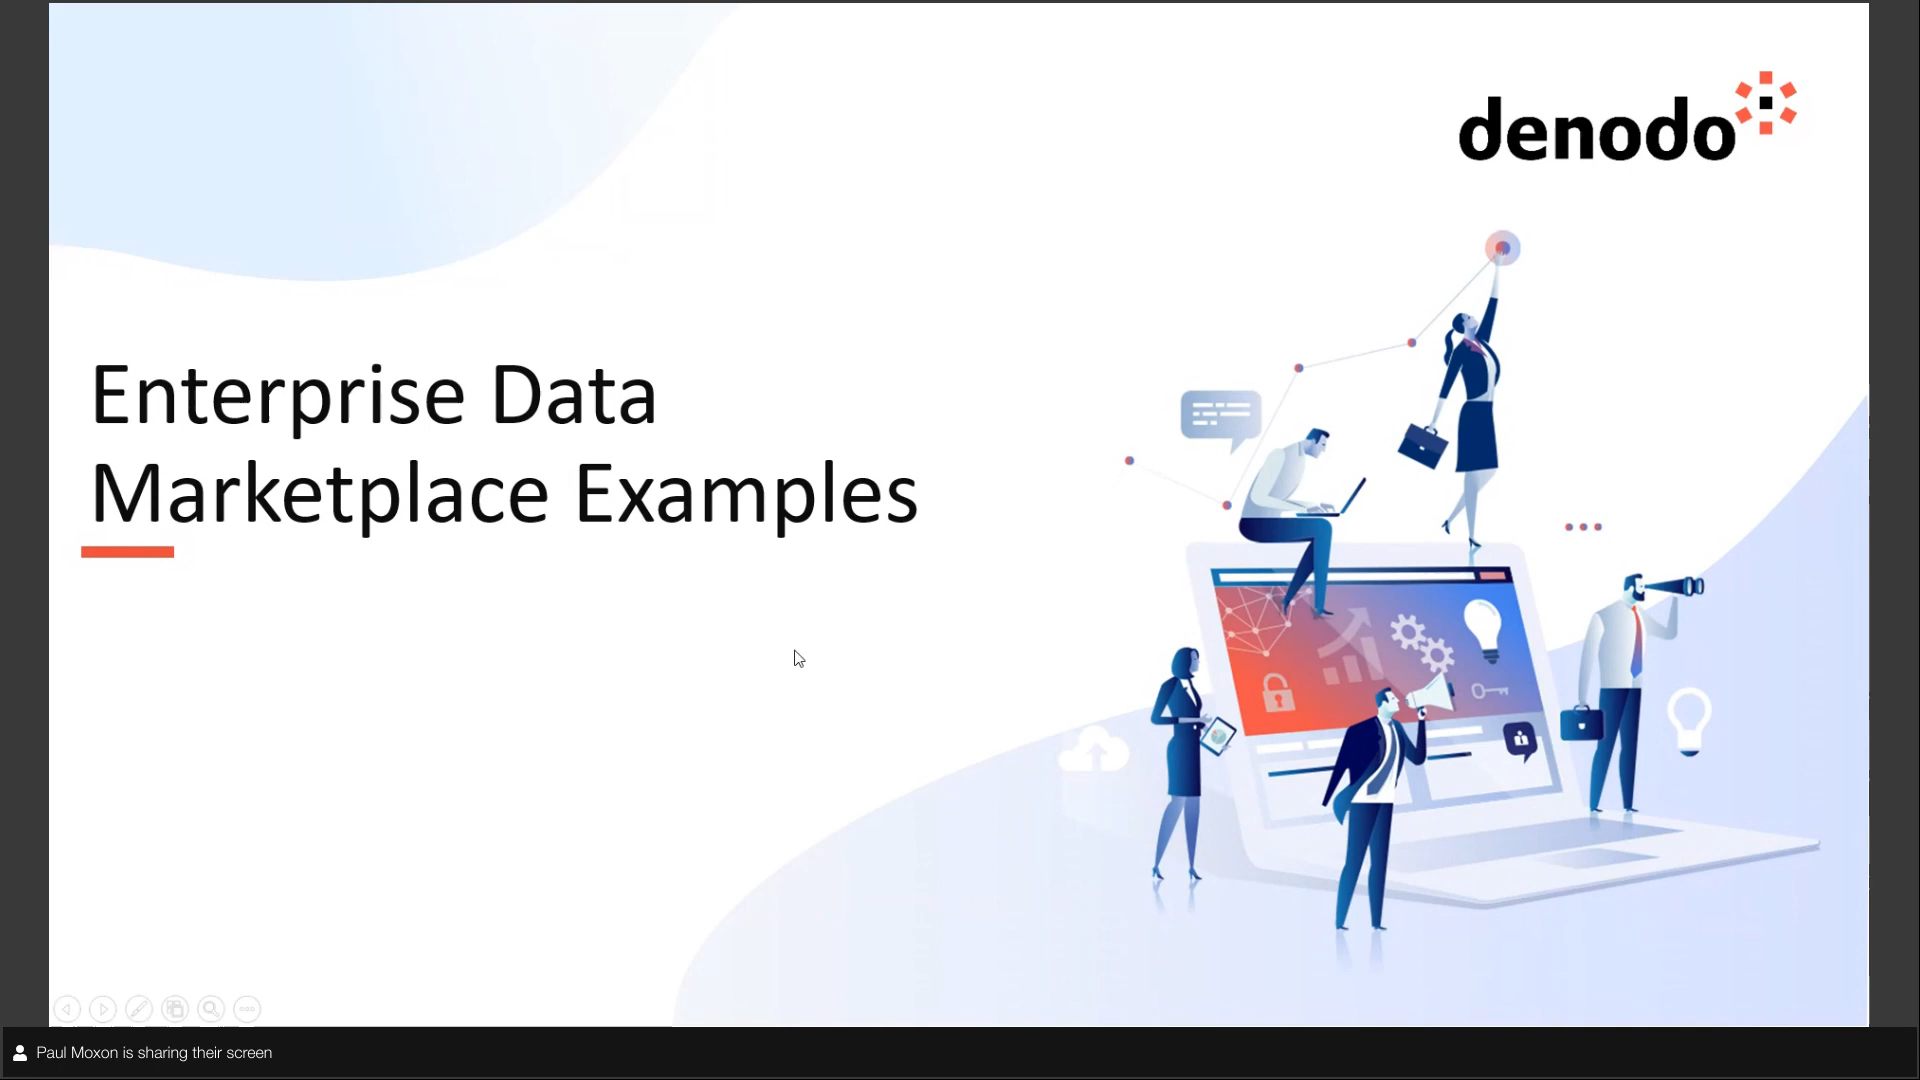 denodo
Enterprise Data
Marketplace Examples
Paul Moxon is sharing their screen